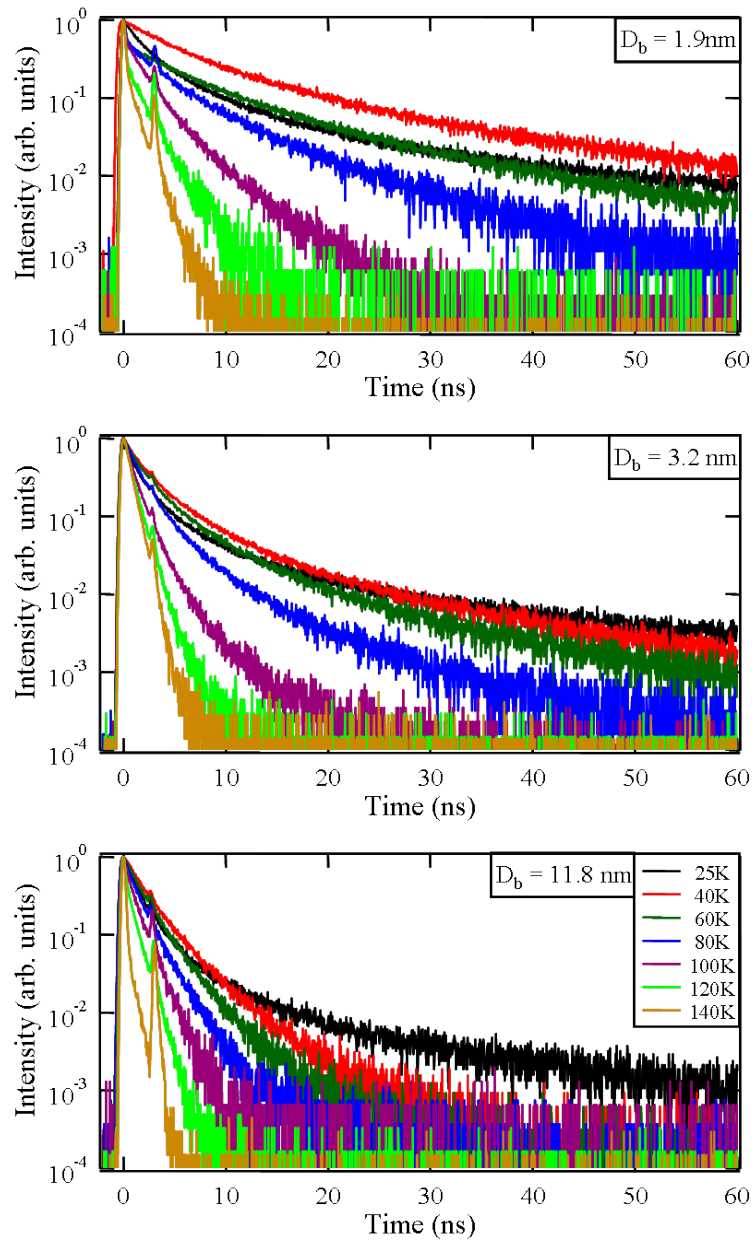 10^0
10^-1
10^-2
10^-3
10^-4
Intensity (arb. units)
D_b = 1.9nm
0 10 20 30 40 50 60
Time (ns)
10^0
10^-1
10^-2
10^-3
10^-4
Intensity (arb. units)
D_b = 3.2 nm
0 10 20 30 40 50 60
Time (ns)
10^0
10^-1
10^-2
10^-3
10^-4
Intensity (arb. units)
D_b = 11.8 nm
25K
40K
60K
80K
100K
120K
140K
0 10 20 30 40 50 60
Time (ns)